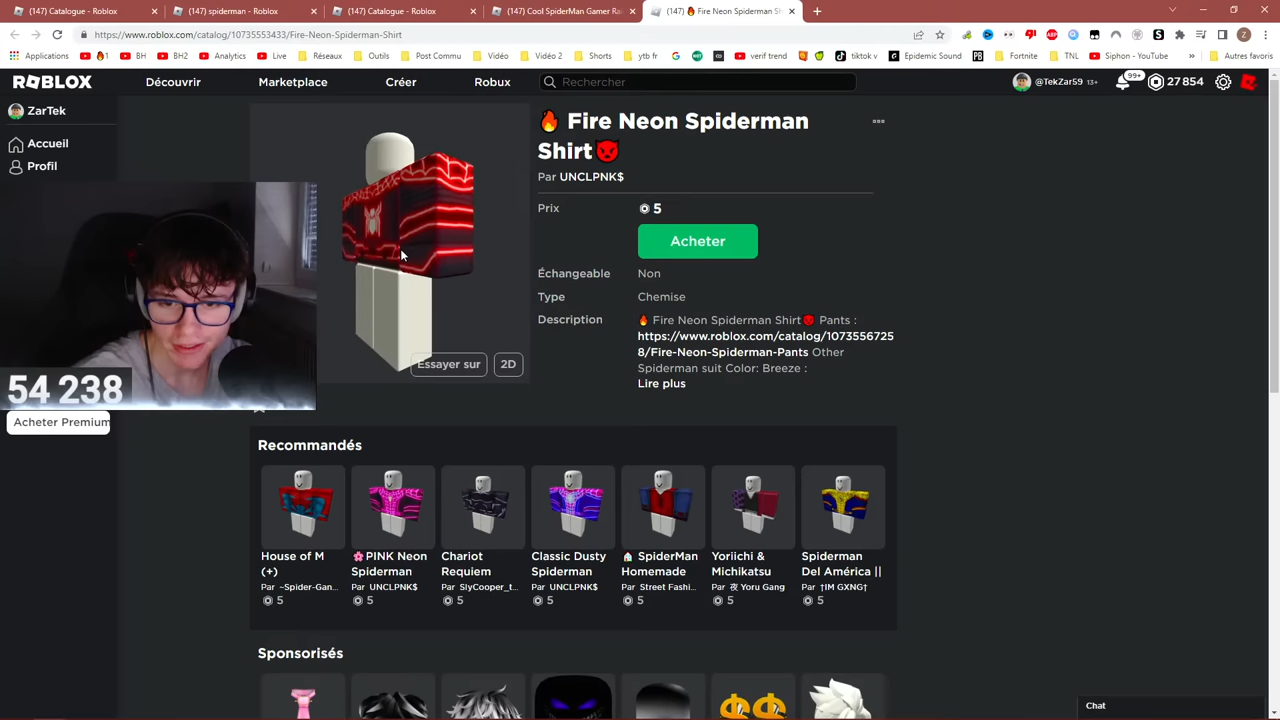 (147) Catalogue - Roblox
(147) spiderman - Roblox
(147) Catalogue - Roblox
(147) Cool SpiderMan Gamer Ra
(147) 🔥 Fire Neon Spiderman Sh
https://www.roblox.com/catalog/10735553433/Fire-Neon-Spiderman-Shirt
Applications
🔥1
BH
BH2
Analytics
Live
Réseaux
Outils
Post Commu
Vidéo
Vidéo 2
Shorts
ytb fr
verif trend
tiktok v
Epidemic Sound
Fortnite
TNL
Siphon - YouTube
Autres favoris
ROBLOX
Découvrir
Marketplace
Créer
Robux
Rechercher
@TekZar59 13+
99+
27 854
ZarTek
Accueil
Profil
54 238
Acheter Premium
Essayer sur
2D
🔥 Fire Neon Spiderman
Shirt👿
Par UNCLPNK$
Prix
5
Acheter
Échangeable
Non
Type
Chemise
Description
🔥 Fire Neon Spiderman Shirt👿 Pants :
https://www.roblox.com/catalog/1073556725
8/Fire-Neon-Spiderman-Pants Other
Spiderman suit Color: Breeze :
Lire plus
Recommandés
House of M
(+)
Par ~Spider-Gan...
5
🌸PINK Neon
Spiderman
Par UNCLPNK$
5
Chariot
Requiem
Par SlyCooper_t...
5
Classic Dusty
Spiderman
Par UNCLPNK$
5
🏠 SpiderMan
Homemade
Par Street Fashi...
5
Yoriichi &
Michikatsu
Par 夜 Yoru Gang
5
Spiderman
Del América ||
Par †IM GXNG†
5
Sponsorisés
Chat